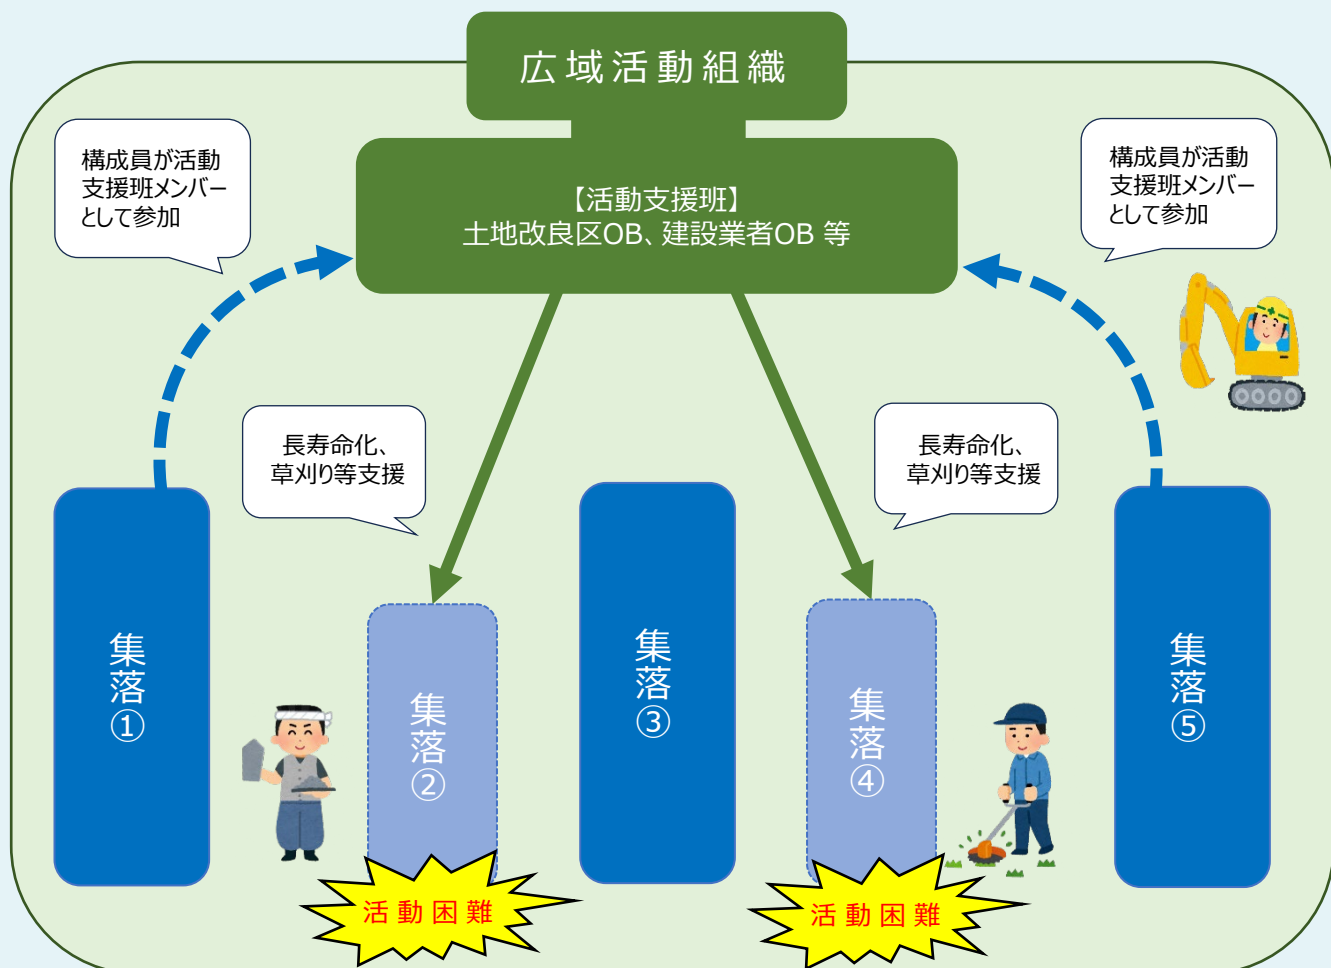 広域活動組織
【活動支援班】
土地改良区OB、建設業者OB 等
構成員が活動
支援班メンバー
として参加
構成員が活動
支援班メンバー
として参加
長寿命化、
草刈り等支援
長寿命化、
草刈り等支援
集落①
集落②
集落③
集落④
集落⑤
活動困難
活動困難